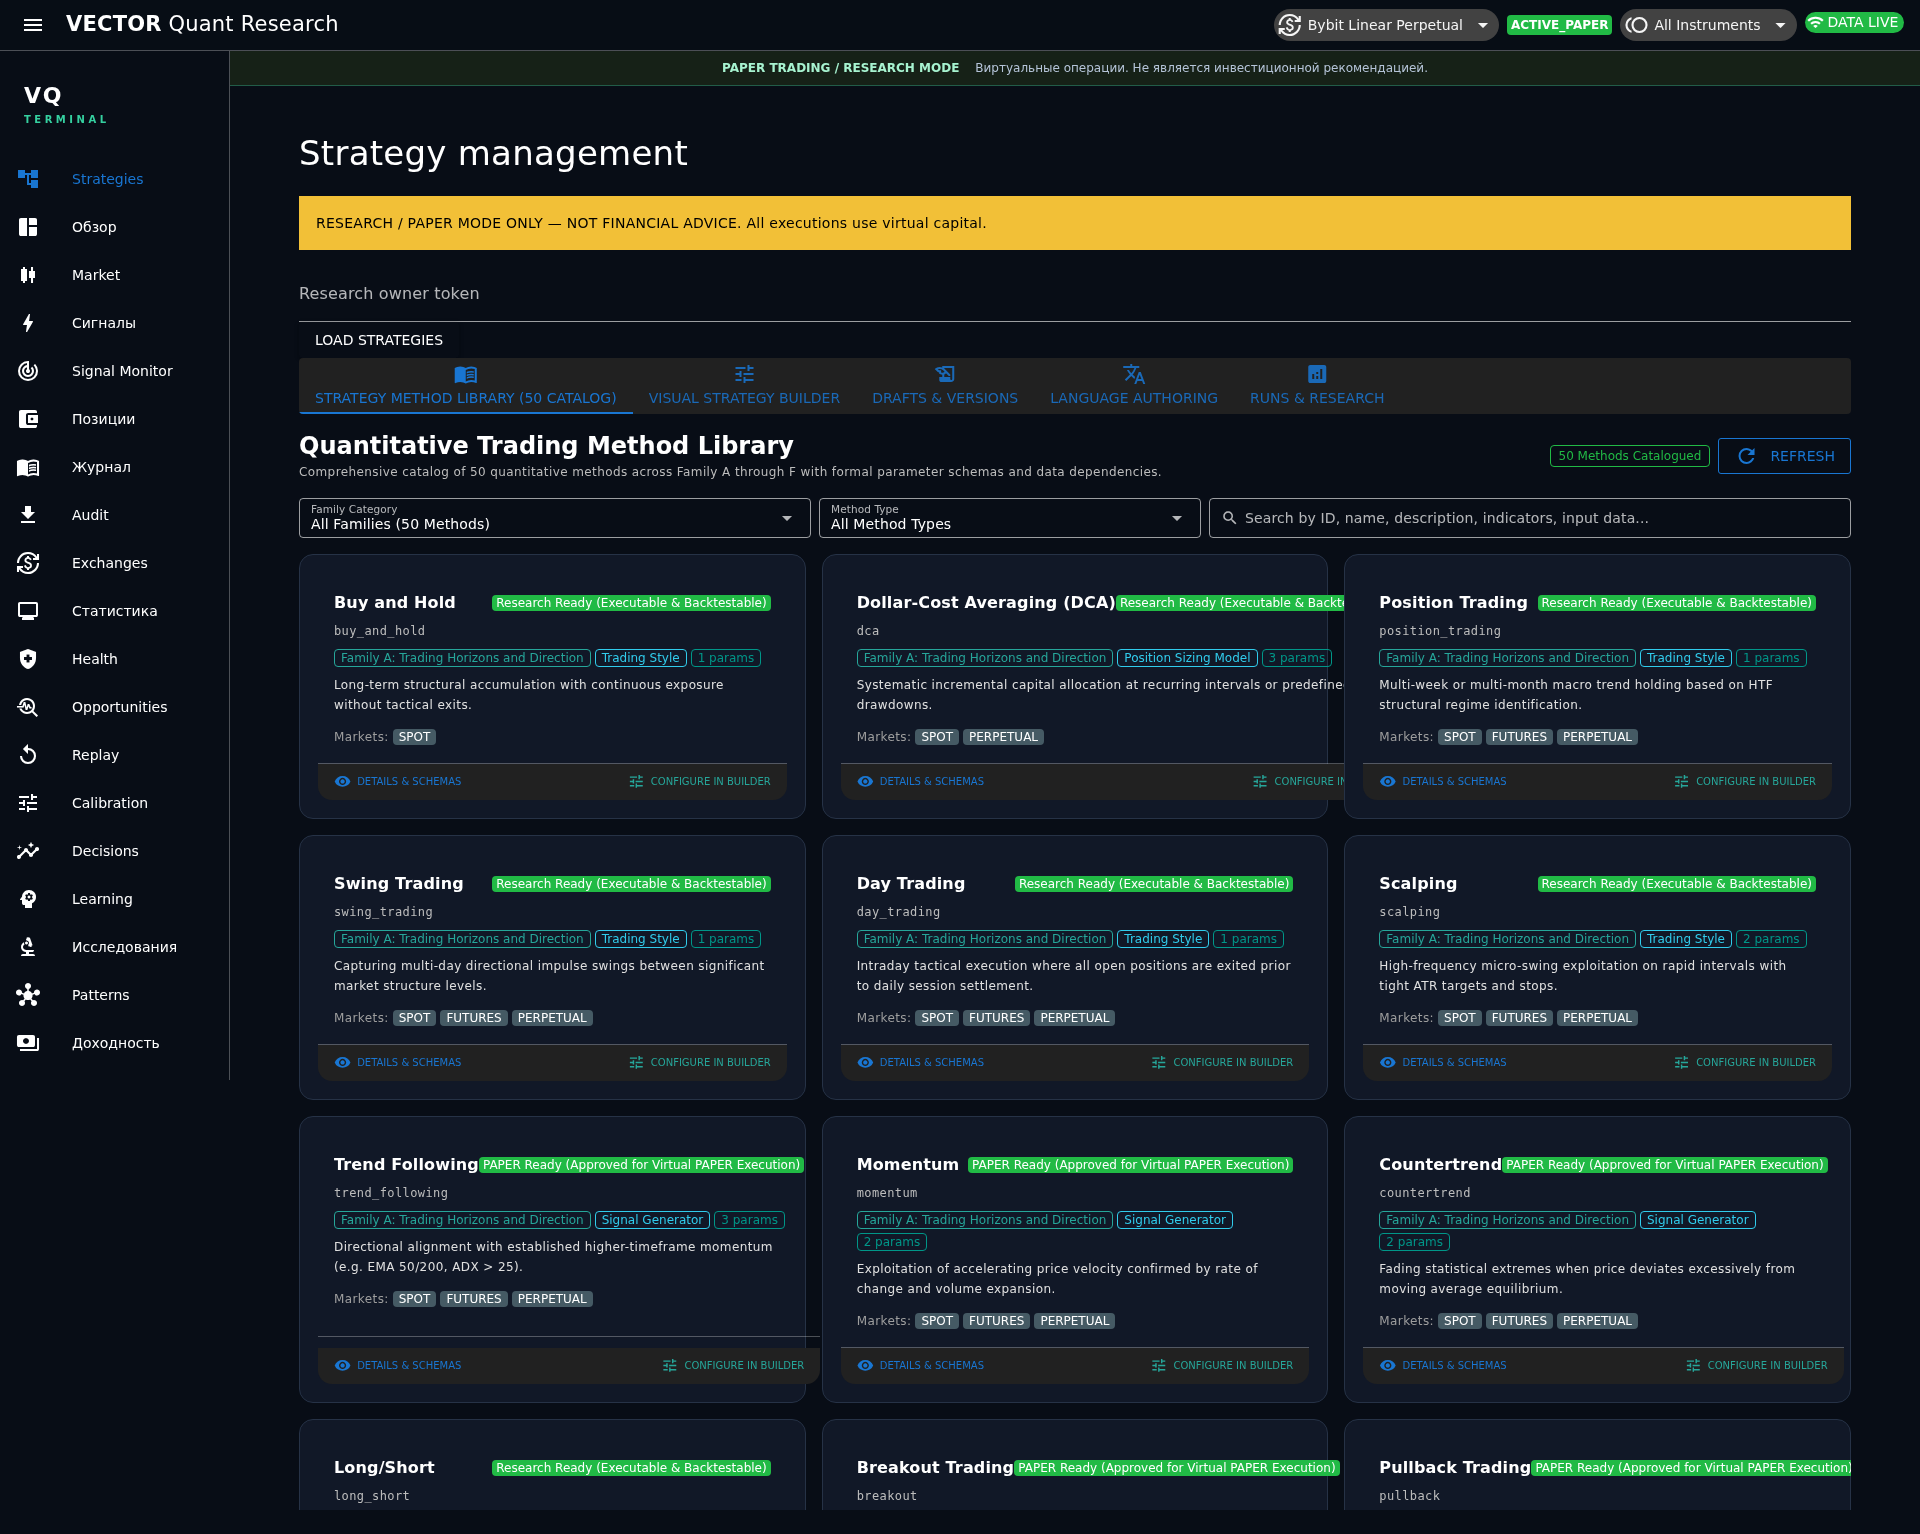 VECTOR Quant Research
Bybit Linear Perpetual
ACTIVE_PAPER
All Instruments
DATA LIVE
PAPER TRADING / RESEARCH MODE Виртуальные операции. Не является инвестиционной рекомендацией.
VQ
TERMINAL
Strategies
Обзор
Market
Сигналы
Signal Monitor
Позиции
Журнал
Audit
Exchanges
Статистика
Health
Opportunities
Replay
Calibration
Decisions
Learning
Исследования
Patterns
Доходность
Strategy management
RESEARCH / PAPER MODE ONLY — NOT FINANCIAL ADVICE. All executions use virtual capital.
Research owner token
LOAD STRATEGIES
STRATEGY METHOD LIBRARY (50 CATALOG)
VISUAL STRATEGY BUILDER
DRAFTS & VERSIONS
LANGUAGE AUTHORING
RUNS & RESEARCH
Quantitative Trading Method Library
Comprehensive catalog of 50 quantitative methods across Family A through F with formal parameter schemas and data dependencies.
50 Methods Catalogued
REFRESH
Family Category
All Families (50 Methods)
Method Type
All Method Types
Search by ID, name, description, indicators, input data...
Buy and Hold
Research Ready (Executable & Backtestable)
buy_and_hold
Family A: Trading Horizons and Direction
Trading Style
1 params
Long-term structural accumulation with continuous exposure
without tactical exits.
Markets: SPOT
DETAILS & SCHEMAS
CONFIGURE IN BUILDER
Dollar-Cost Averaging (DCA)
Research Ready (Executable & Backte
dca
Family A: Trading Horizons and Direction
Position Sizing Model
3 params
Systematic incremental capital allocation at recurring intervals or predefine
drawdowns.
Markets: SPOT PERPETUAL
DETAILS & SCHEMAS
CONFIGURE IN
Position Trading
Research Ready (Executable & Backtestable)
position_trading
Family A: Trading Horizons and Direction
Trading Style
1 params
Multi-week or multi-month macro trend holding based on HTF
structural regime identification.
Markets: SPOT FUTURES PERPETUAL
DETAILS & SCHEMAS
CONFIGURE IN BUILDER
Swing Trading
Research Ready (Executable & Backtestable)
swing_trading
Family A: Trading Horizons and Direction
Trading Style
1 params
Capturing multi-day directional impulse swings between significant
market structure levels.
Markets: SPOT FUTURES PERPETUAL
DETAILS & SCHEMAS
CONFIGURE IN BUILDER
Day Trading
Research Ready (Executable & Backtestable)
day_trading
Family A: Trading Horizons and Direction
Trading Style
1 params
Intraday tactical execution where all open positions are exited prior
to daily session settlement.
Markets: SPOT FUTURES PERPETUAL
DETAILS & SCHEMAS
CONFIGURE IN BUILDER
Scalping
Research Ready (Executable & Backtestable)
scalping
Family A: Trading Horizons and Direction
Trading Style
2 params
High-frequency micro-swing exploitation on rapid intervals with
tight ATR targets and stops.
Markets: SPOT FUTURES PERPETUAL
DETAILS & SCHEMAS
CONFIGURE IN BUILDER
Trend Following
PAPER Ready (Approved for Virtual PAPER Execution)
trend_following
Family A: Trading Horizons and Direction
Signal Generator
3 params
Directional alignment with established higher-timeframe momentum
(e.g. EMA 50/200, ADX > 25).
Markets: SPOT FUTURES PERPETUAL
DETAILS & SCHEMAS
CONFIGURE IN BUILDER
Momentum
PAPER Ready (Approved for Virtual PAPER Execution)
momentum
Family A: Trading Horizons and Direction
Signal Generator
2 params
Exploitation of accelerating price velocity confirmed by rate of
change and volume expansion.
Markets: SPOT FUTURES PERPETUAL
DETAILS & SCHEMAS
CONFIGURE IN BUILDER
Countertrend
PAPER Ready (Approved for Virtual PAPER Execution)
countertrend
Family A: Trading Horizons and Direction
Signal Generator
2 params
Fading statistical extremes when price deviates excessively from
moving average equilibrium.
Markets: SPOT FUTURES PERPETUAL
DETAILS & SCHEMAS
CONFIGURE IN BUILDER
Long/Short
Research Ready (Executable & Backtestable)
long_short
Breakout Trading
PAPER Ready (Approved for Virtual PAPER Execution)
breakout
Pullback Trading
PAPER Ready (Approved for Virtual PAPER Execution)
pullback